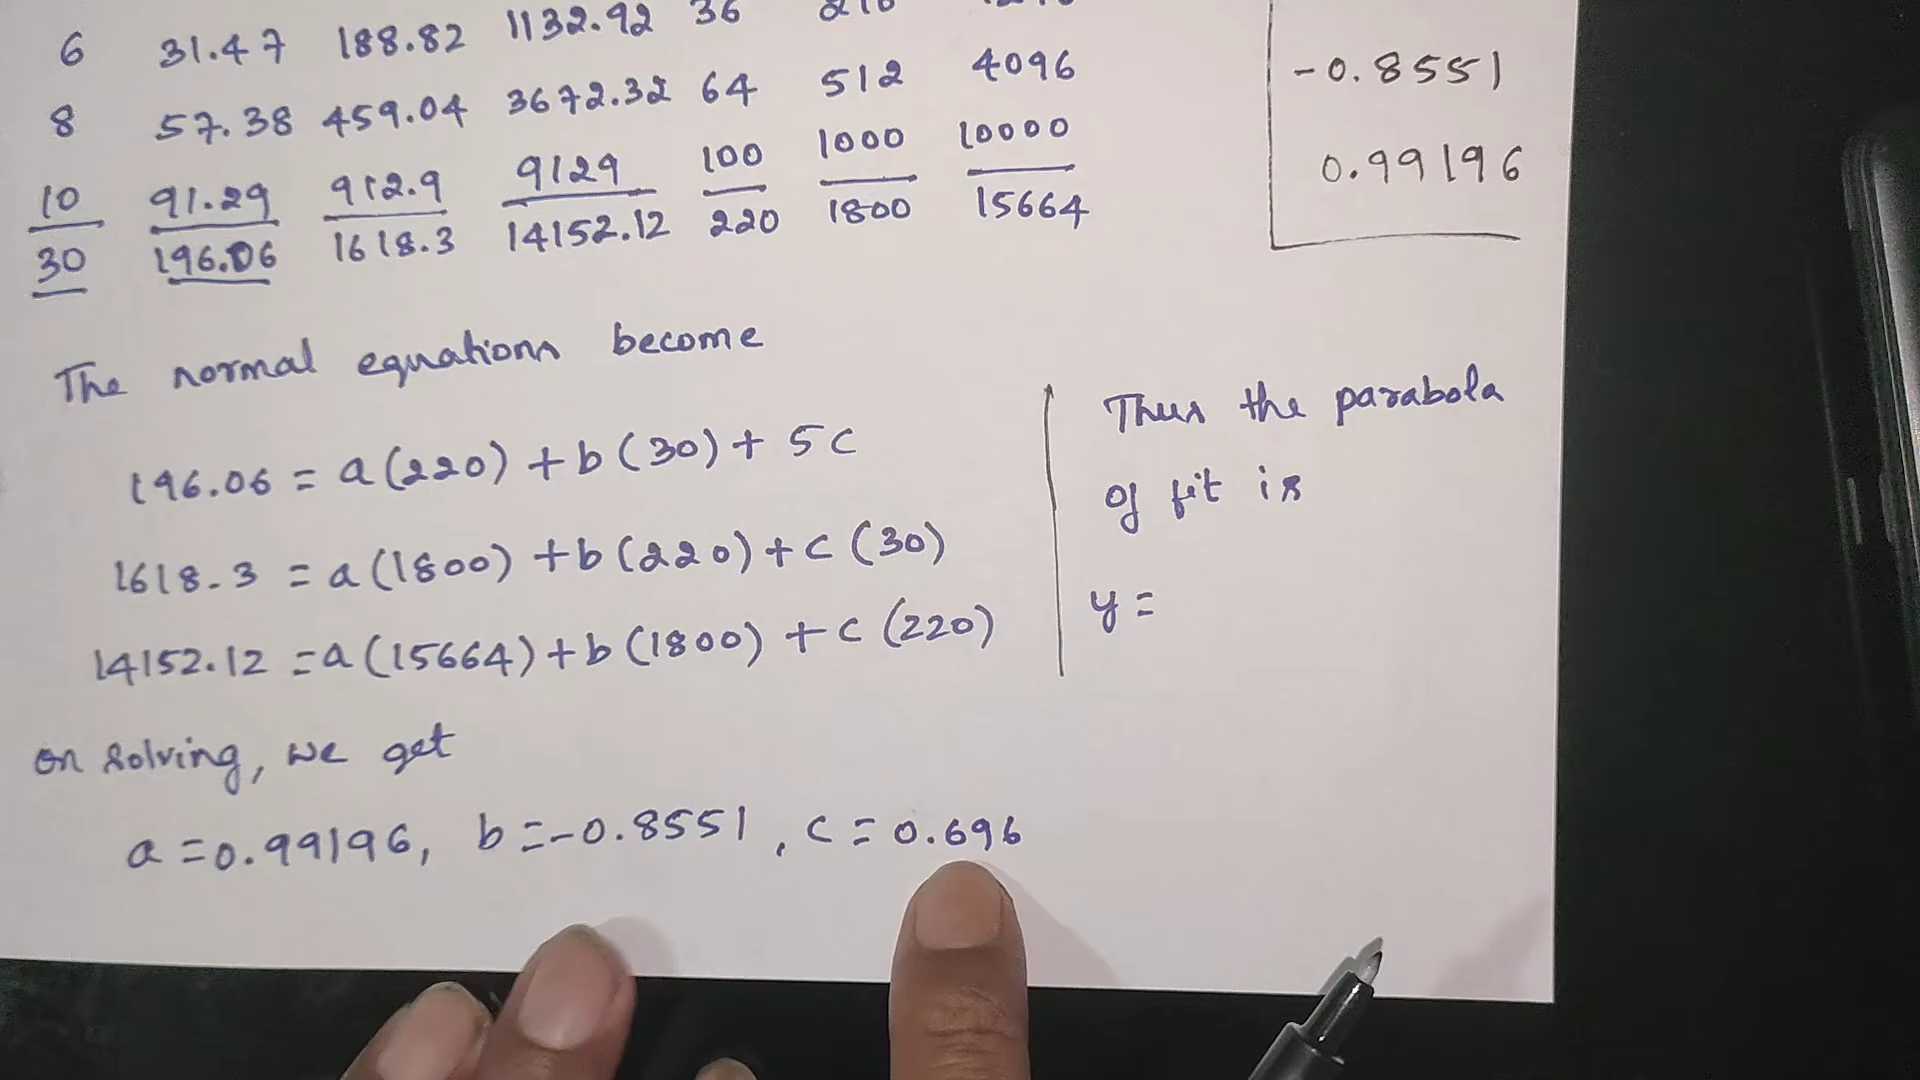 6 31.47 188.82 1132.92 36
8 57.38 459.04 3672.32 64 512 4096
10 91.29 912.9 9129 100 1000 10000
30 196.06 1618.3 14152.12 220 1800 15664
-0.8551
0.99196
The normal equations become
196.06 = a(220) + b(30) + 5c
1618.3 = a(1800) + b(220) + c(30)
14152.12 = a(15664) + b(1800) + c(220)
on solving, we get
a = 0.99196, b = -0.8551, c = 0.696
Thus the parabola
of fit is
y =